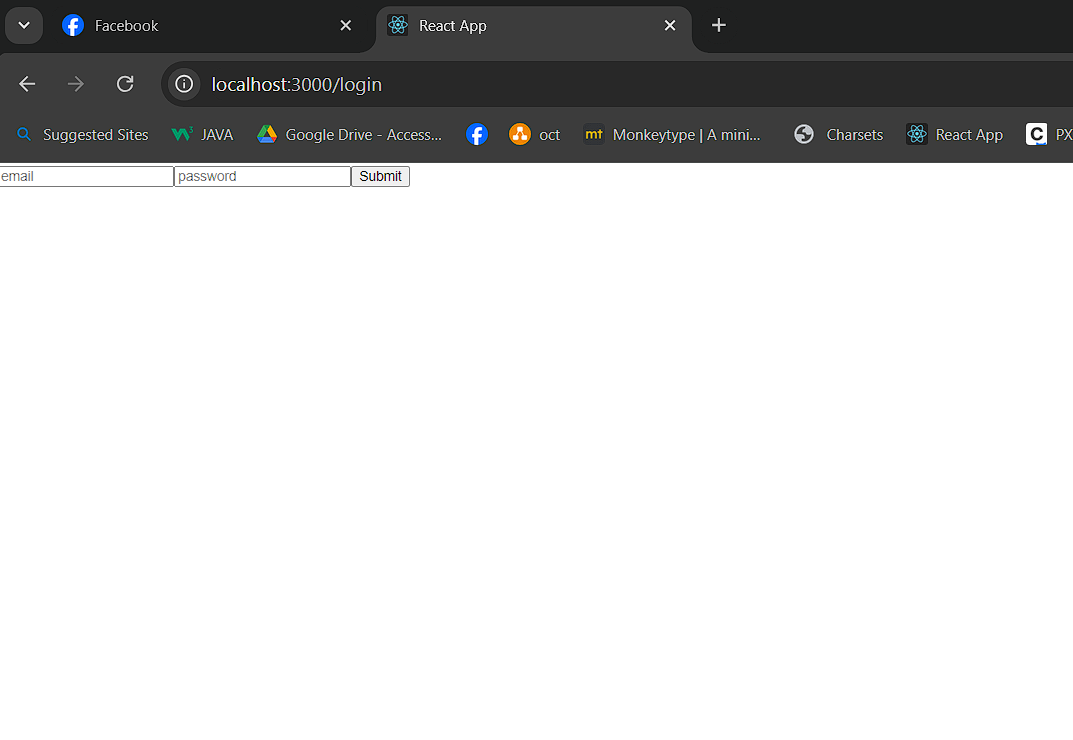 Facebook
React App
localhost:3000/login
Suggested Sites
W3 JAVA
Google Drive - Access...
oct
mt Monkeytype | A mini...
Charsets
React App
C PX
email
password
Submit